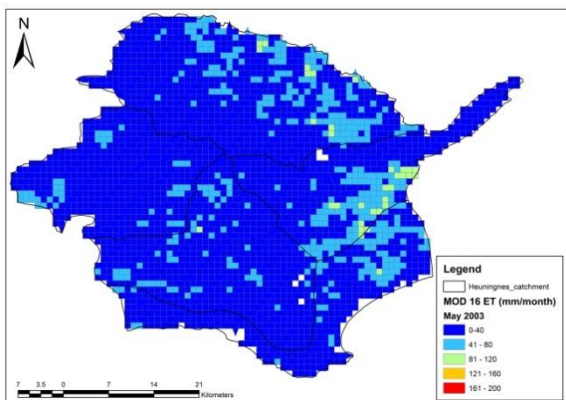 N
Legend
Heuningnes_catchment
MOD 16 ET (mm/month)
May 2003
0-40
41 - 80
81 - 120
121 - 160
161 - 200
7 3.5 0 7 14 21
Kilometers